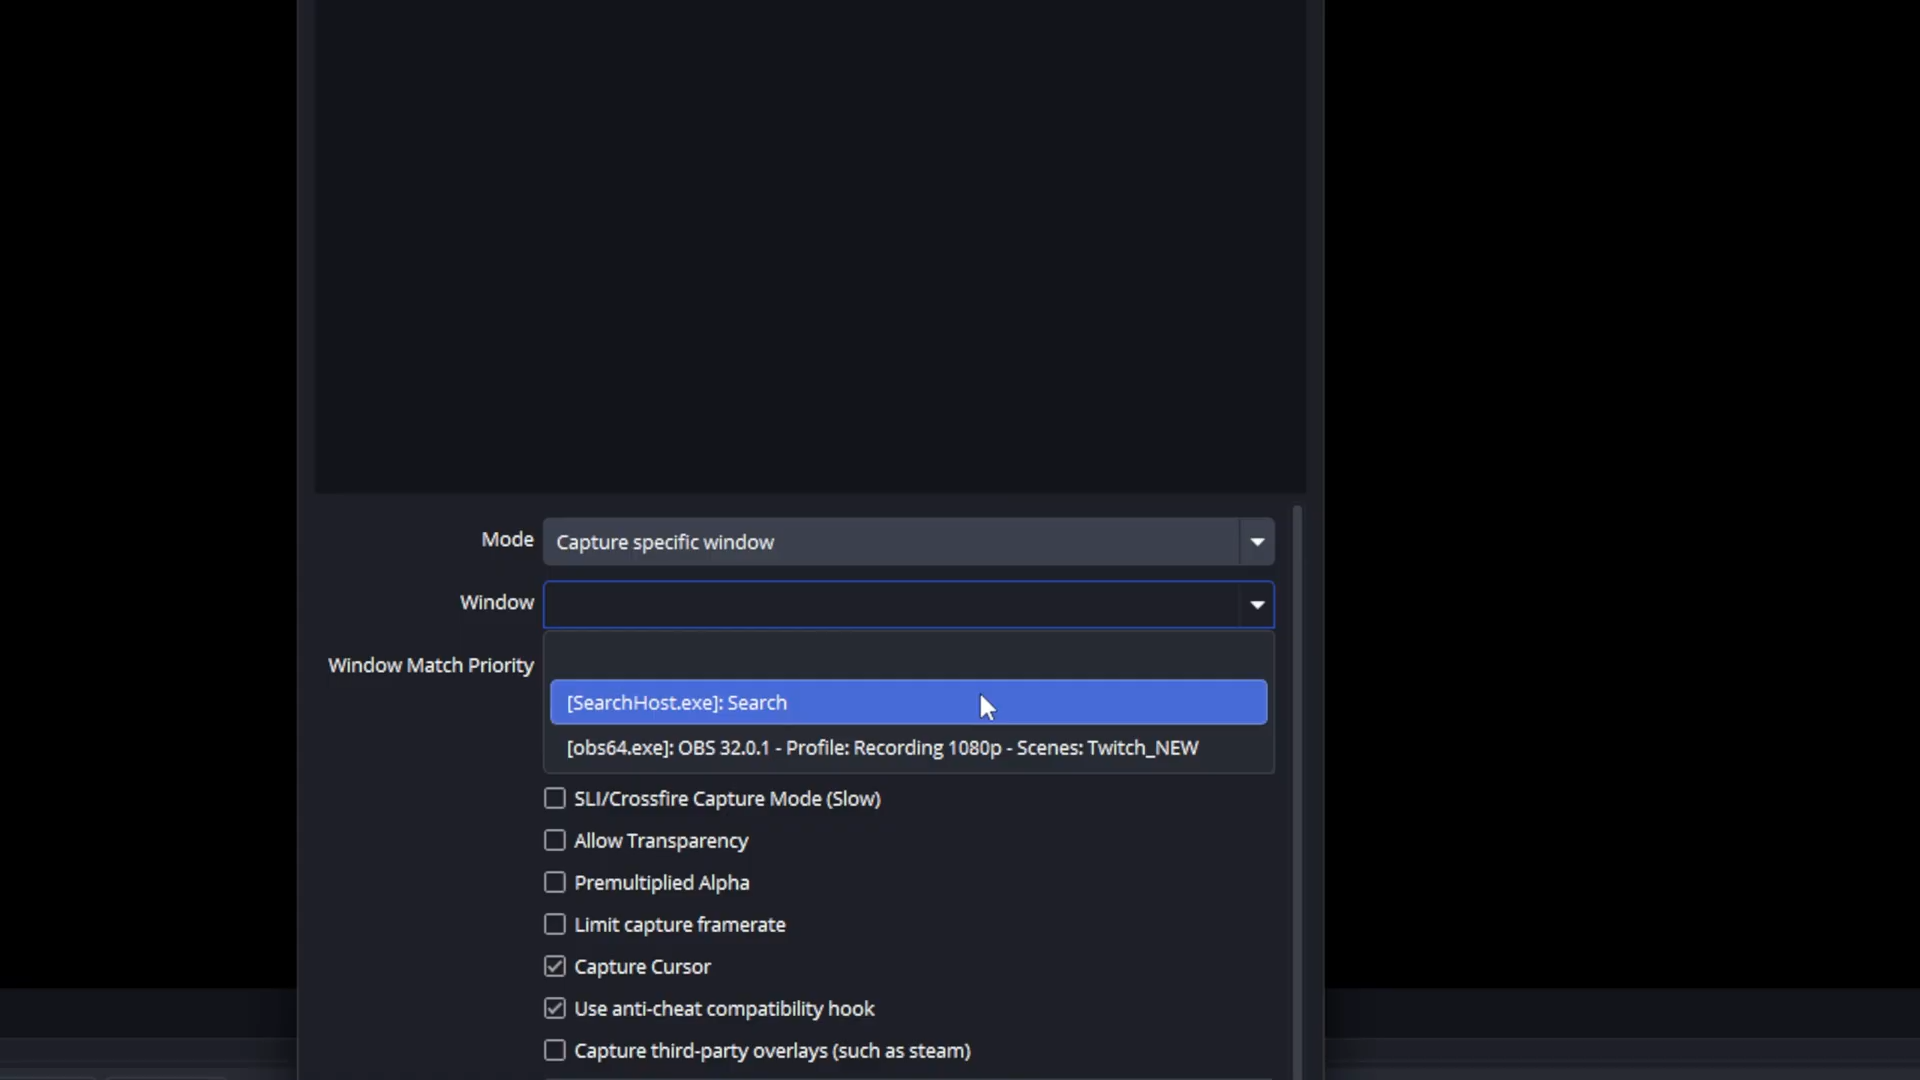 Mode
Capture specific window
Window
Window Match Priority
[SearchHost.exe]: Search
[obs64.exe]: OBS 32.0.1 - Profile: Recording 1080p - Scenes: Twitch_NEW
SLI/Crossfire Capture Mode (Slow)
Allow Transparency
Premultiplied Alpha
Limit capture framerate
Capture Cursor
Use anti-cheat compatibility hook
Capture third-party overlays (such as steam)